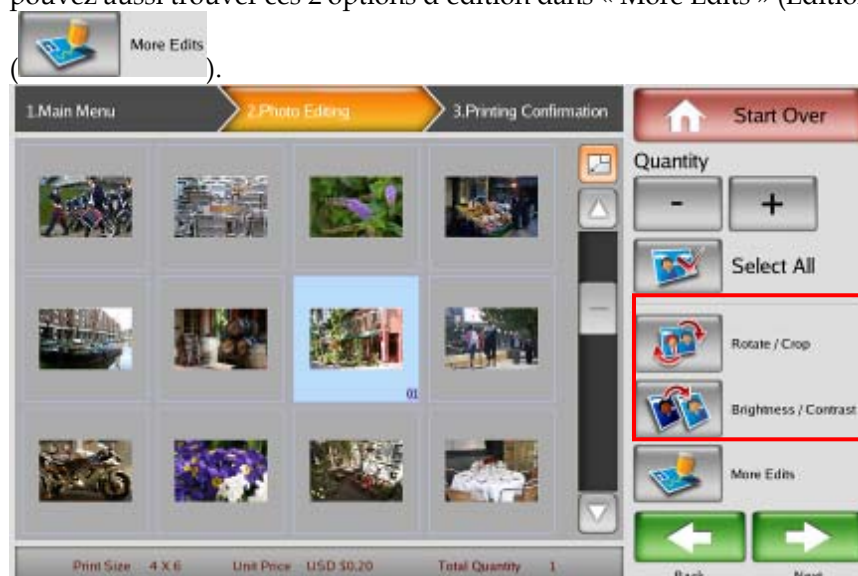 pouvez aussi trouver ces 2 options d'édition dans « More Edits » (Edition
( More Edits ).
1.Main Menu 2.Photo Editing 3.Printing Confirmation
Start Over
Quantity
- +
Select All
Rotate / Crop
01
Brightness / Contrast
More Edits
Print Size 4 X 6 Unit Price USD $0.20 Total Quantity 1
Back Next